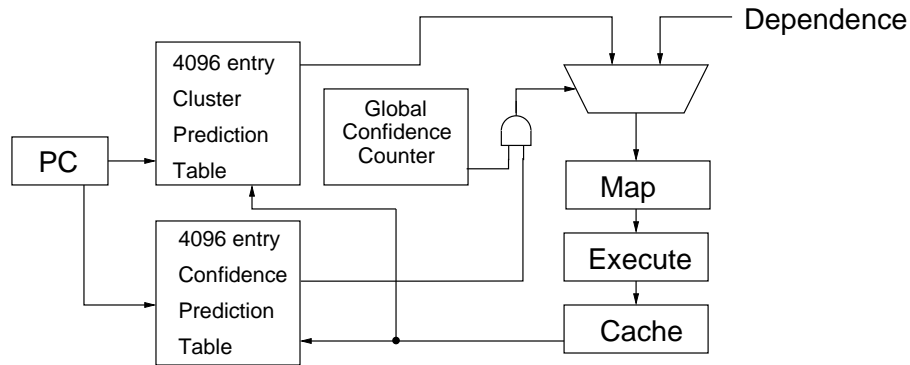 Dependence
4096 entry
Cluster
Prediction
Table
Global
Confidence
Counter
PC
Map
4096 entry
Confidence
Prediction
Table
Execute
Cache